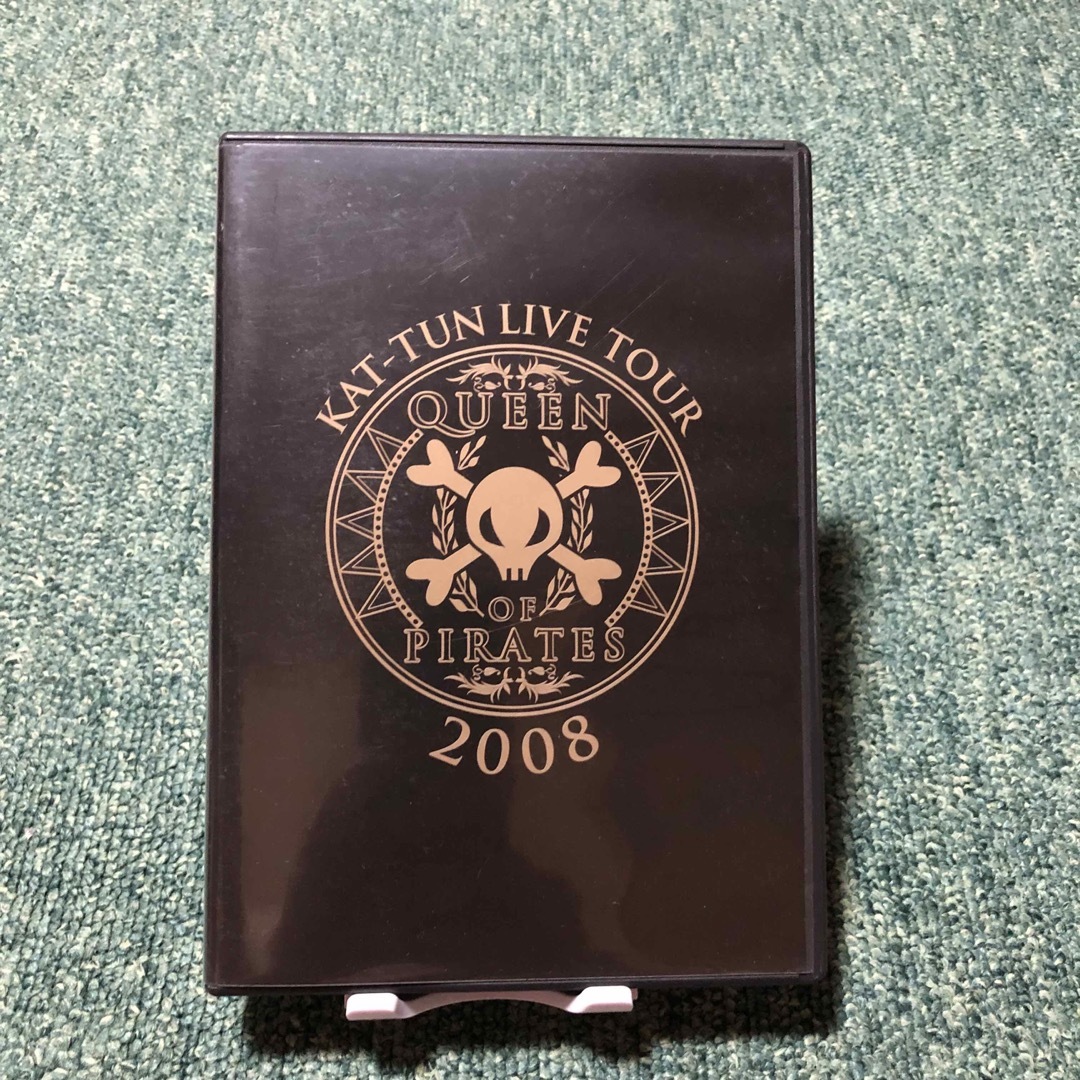 KAT-TUN LIVE TOUR
QUEEN
OF
PIRATES
2008